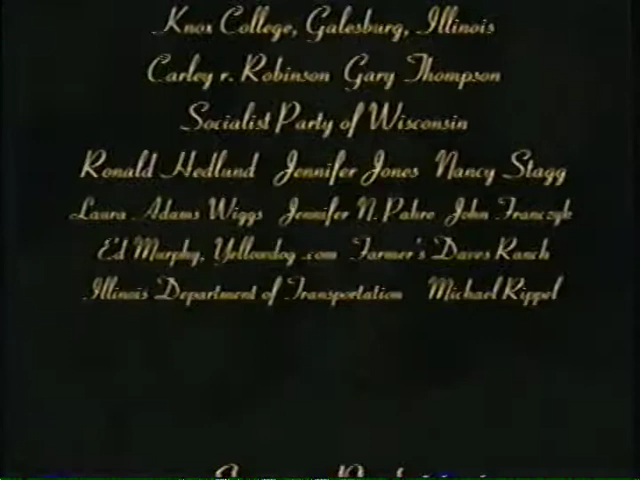 Knox College, Galesburg, Illinois
Carley r. Robinson Gary Thompson
Socialist Party of Wisconsin
Ronald Hedlund Jennifer Jones Nancy Stagg
Laura Adams Wiggs Jennifer N. Pahre John Franczyk
Ed Murphy, Yellowdog.com Farmer's Daves Ranch
Illinois Department of Transportation Michael Rippel